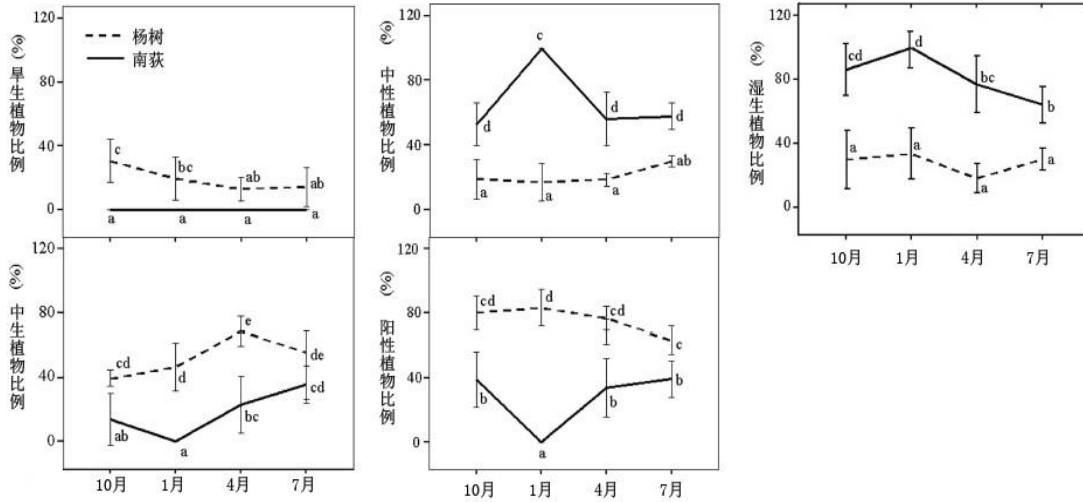 旱生植物比例 (%)
120
80
40
0
杨树
南荻
c
bc
ab
ab
a
a
a
a
中性植物比例 (%)
120
80
40
0
d
c
d
d
a
a
a
ab
湿生植物比例 (%)
120
80
40
0
cd
d
bc
b
a
a
a
a
10月 1月 4月 7月
中生植物比例 (%)
120
80
40
0
cd
d
e
de
ab
a
bc
cd
10月 1月 4月 7月
阳性植物比例 (%)
120
80
40
0
cd
d
cd
c
b
a
b
b
10月 1月 4月 7月